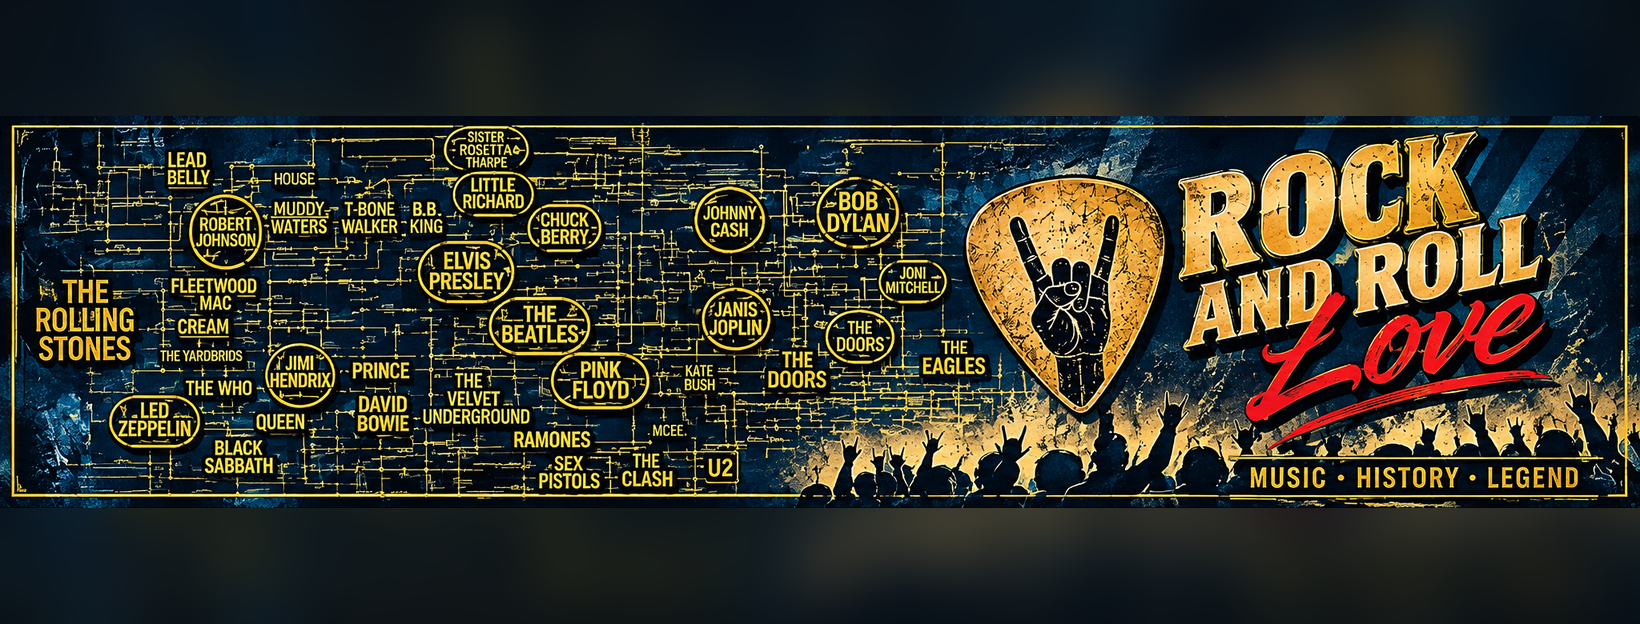 SISTER
ROSETTA
THARPE
LEAD
BELLY
HOUSE
LITTLE
RICHARD
ROBERT
JOHNSON
MUDDY
WATERS
T-BONE
WALKER
B.B.
KING
CHUCK
BERRY
JOHNNY
CASH
BOB
DYLAN
ELVIS
PRESLEY
JONI
MITCHELL
THE
ROLLING
STONES
FLEETWOOD
MAC
CREAM
THE YARDBRIDS
THE
BEATLES
JANIS
JOPLIN
THE
DOORS
THE WHO
JIMI
HENDRIX
PRINCE
THE
VELVET
UNDERGROUND
PINK
FLOYD
KATE
BUSH
THE
DOORS
THE
EAGLES
LED
ZEPPELIN
QUEEN
DAVID
BOWIE
BLACK
SABBATH
RAMONES
MCEE.
SEX
PISTOLS
THE
CLASH
U2
ROCK
AND ROLL
Love
MUSIC • HISTORY • LEGEND